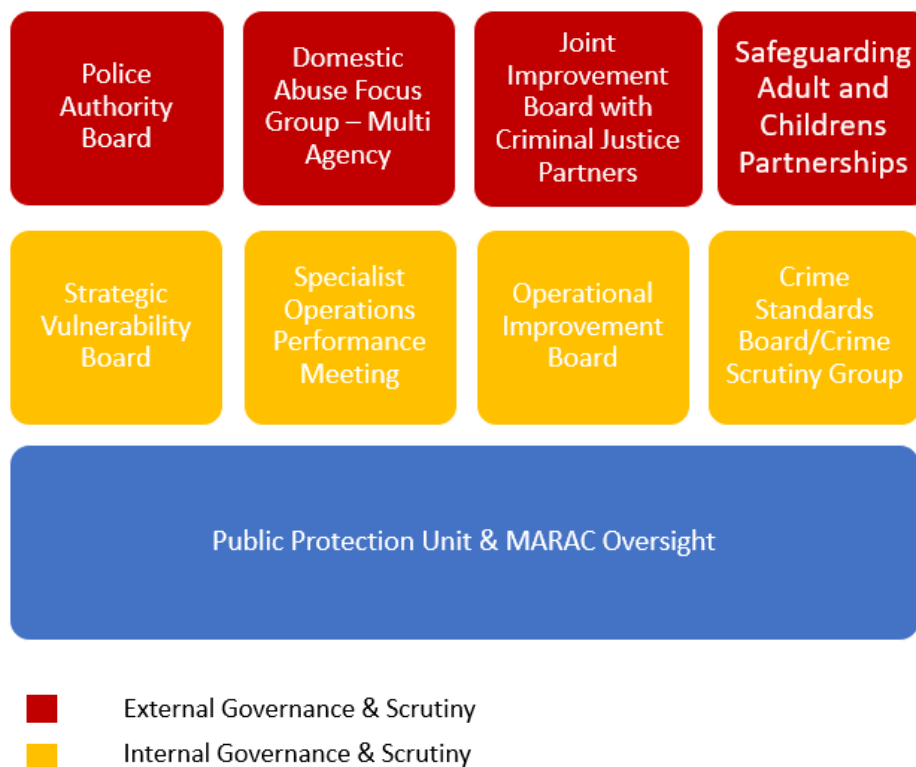 Police
Authority
Board
Domestic
Abuse Focus
Group – Multi
Agency
Joint
Improvement
Board with
Criminal Justice
Partners
Safeguarding
Adult and
Childrens
Partnerships
Strategic
Vulnerability
Board
Specialist
Operations
Performance
Meeting
Operational
Improvement
Board
Crime
Standards
Board/Crime
Scrutiny Group
Public Protection Unit & MARAC Oversight
External Governance & Scrutiny
Internal Governance & Scrutiny